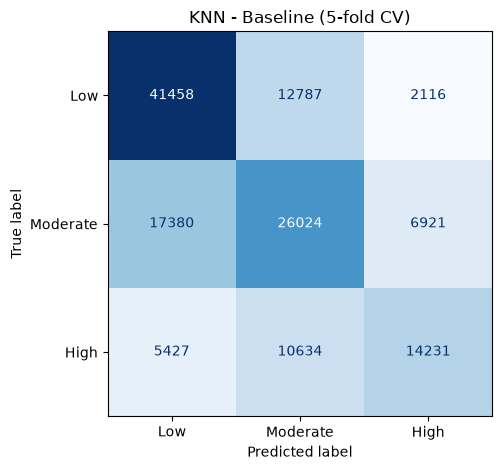 KNN - Baseline (5-fold CV)
True label
Low
41458 12787 2116
Moderate
17380 26024 6921
High
5427 10634 14231
Low Moderate High
Predicted label